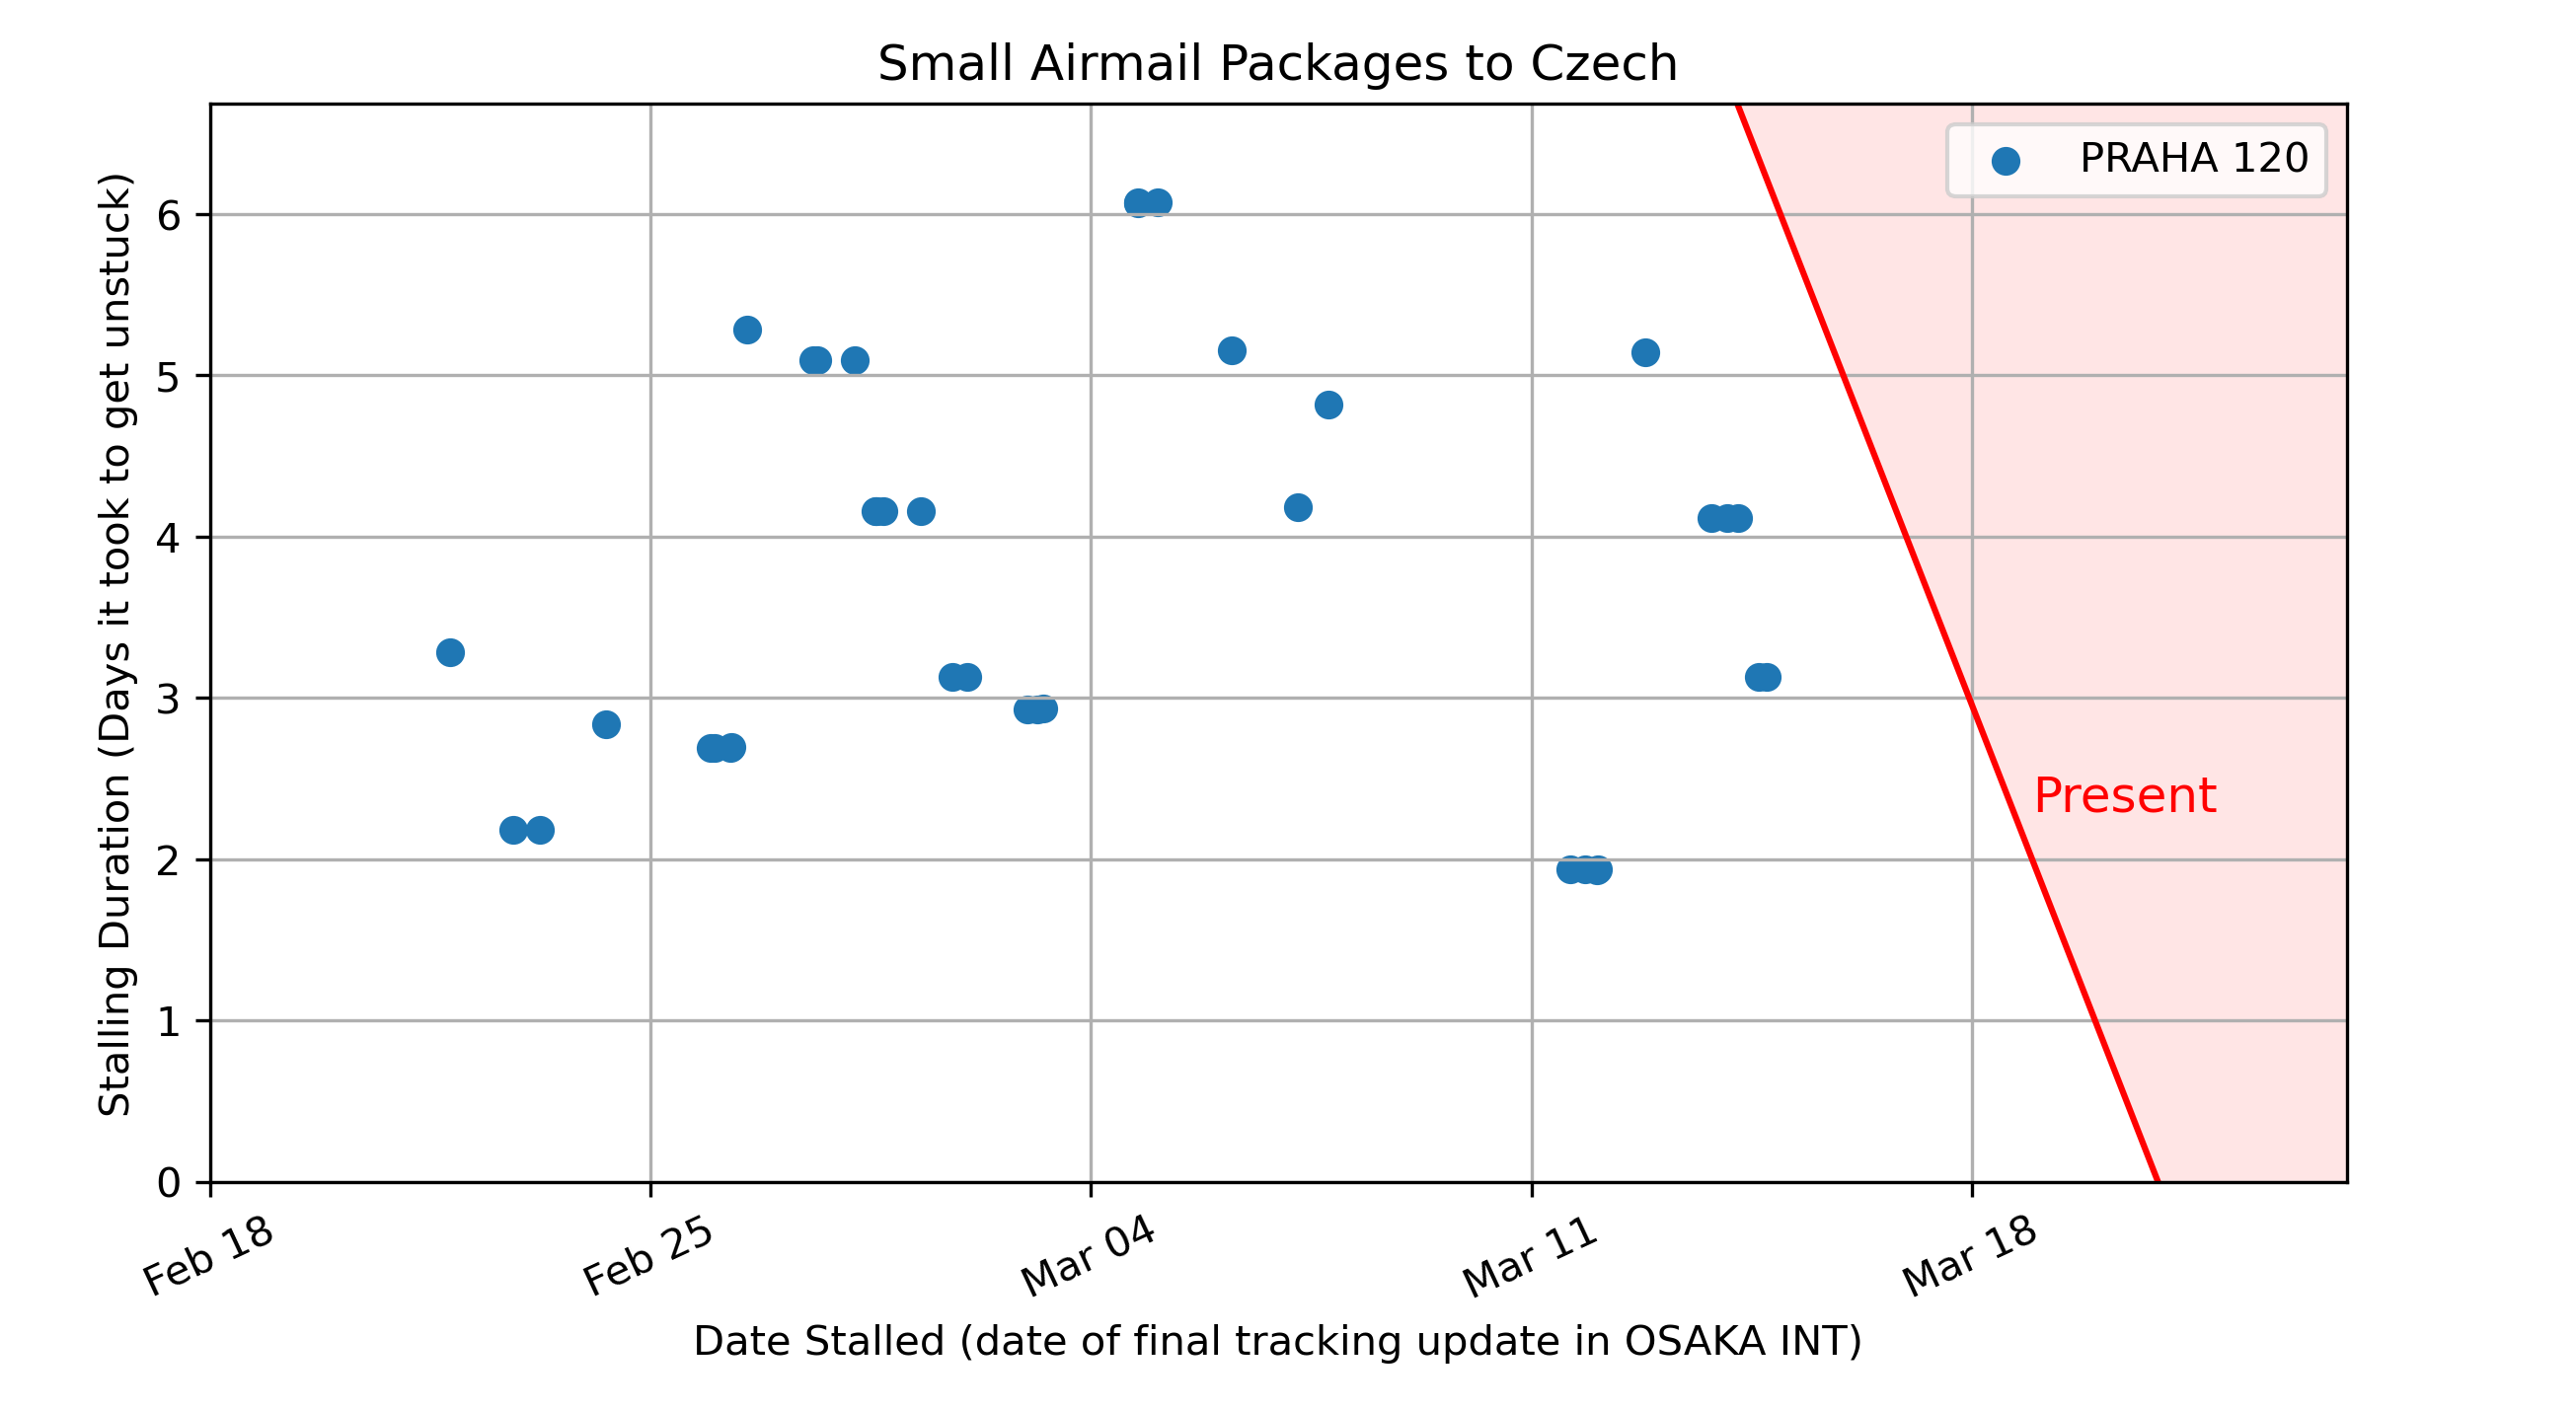 Small Airmail Packages to Czech
PRAHA 120
Stalling Duration (Days it took to get unstuck)
6
5
4
3
2
1
0
Present
Feb 18
Feb 25
Mar 04
Mar 11
Mar 18
Date Stalled (date of final tracking update in OSAKA INT)